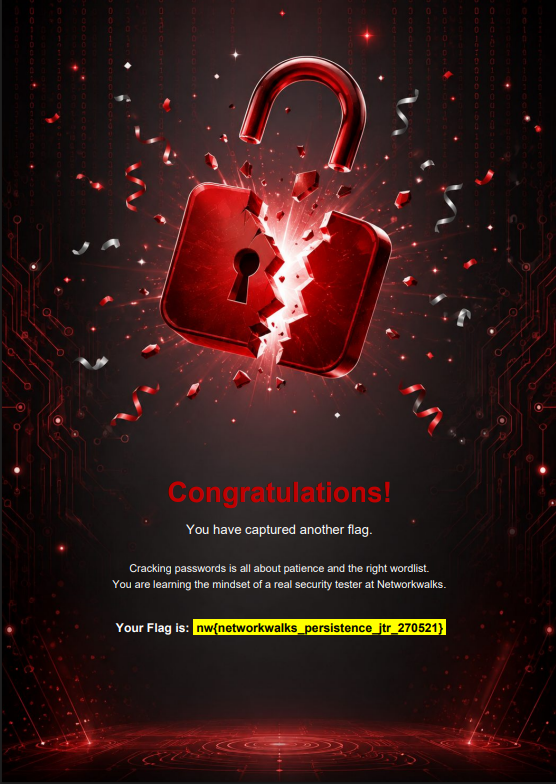 Congratulations!
You have captured another flag.
Cracking passwords is all about patience and the right wordlist.
You are learning the mindset of a real security tester at Networkwalks.
Your Flag is: nw{networkwalks_persistence_jtr_270521}